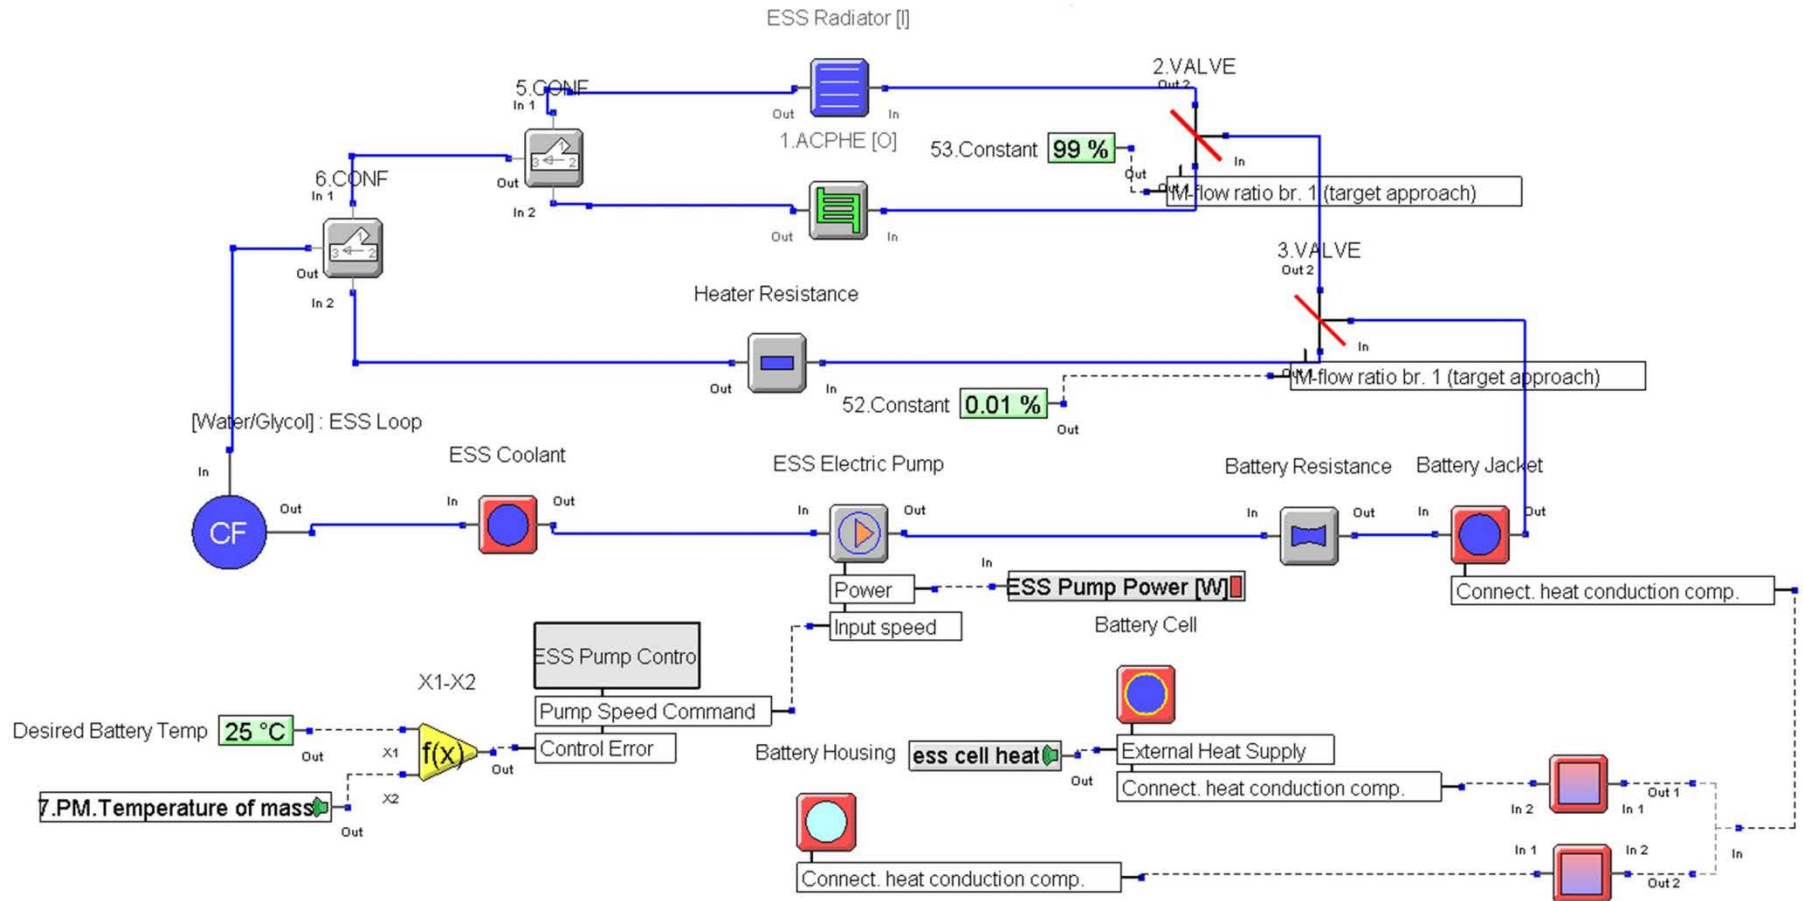 ESS Radiator [I]
5.CONF
In 1
2.VALVE
Out 2
Out
In
1.ACPHE [O]
53.Constant
99 %
Out
In
6.CONF
In 1
Out
In 2
M-flow ratio br. 1 (target approach)
1
2
3
Out
In
3.VALVE
Out 2
1
2
3
Out
In 2
Heater Resistance
In
Out
In
M-flow ratio br. 1 (target approach)
52.Constant
0.01 %
Out
[Water/Glycol] : ESS Loop
In
Out
CF
ESS Coolant
In
Out
ESS Electric Pump
In
Out
Battery Resistance
In
Out
Battery Jacket
In
Out
Power
In
ESS Pump Power [W]
Connect. heat conduction comp.
Input speed
Battery Cell
ESS Pump Contro
X1-X2
Pump Speed Command
Desired Battery Temp
25 °C
Out
X1
f(x)
Out
Control Error
X2
7.PM.Temperature of mass
Out
Battery Housing
ess cell heat
Out
External Heat Supply
Connect. heat conduction comp.
In 2
In 1
Out 1
In
Connect. heat conduction comp.
In 1
In 2
Out 2